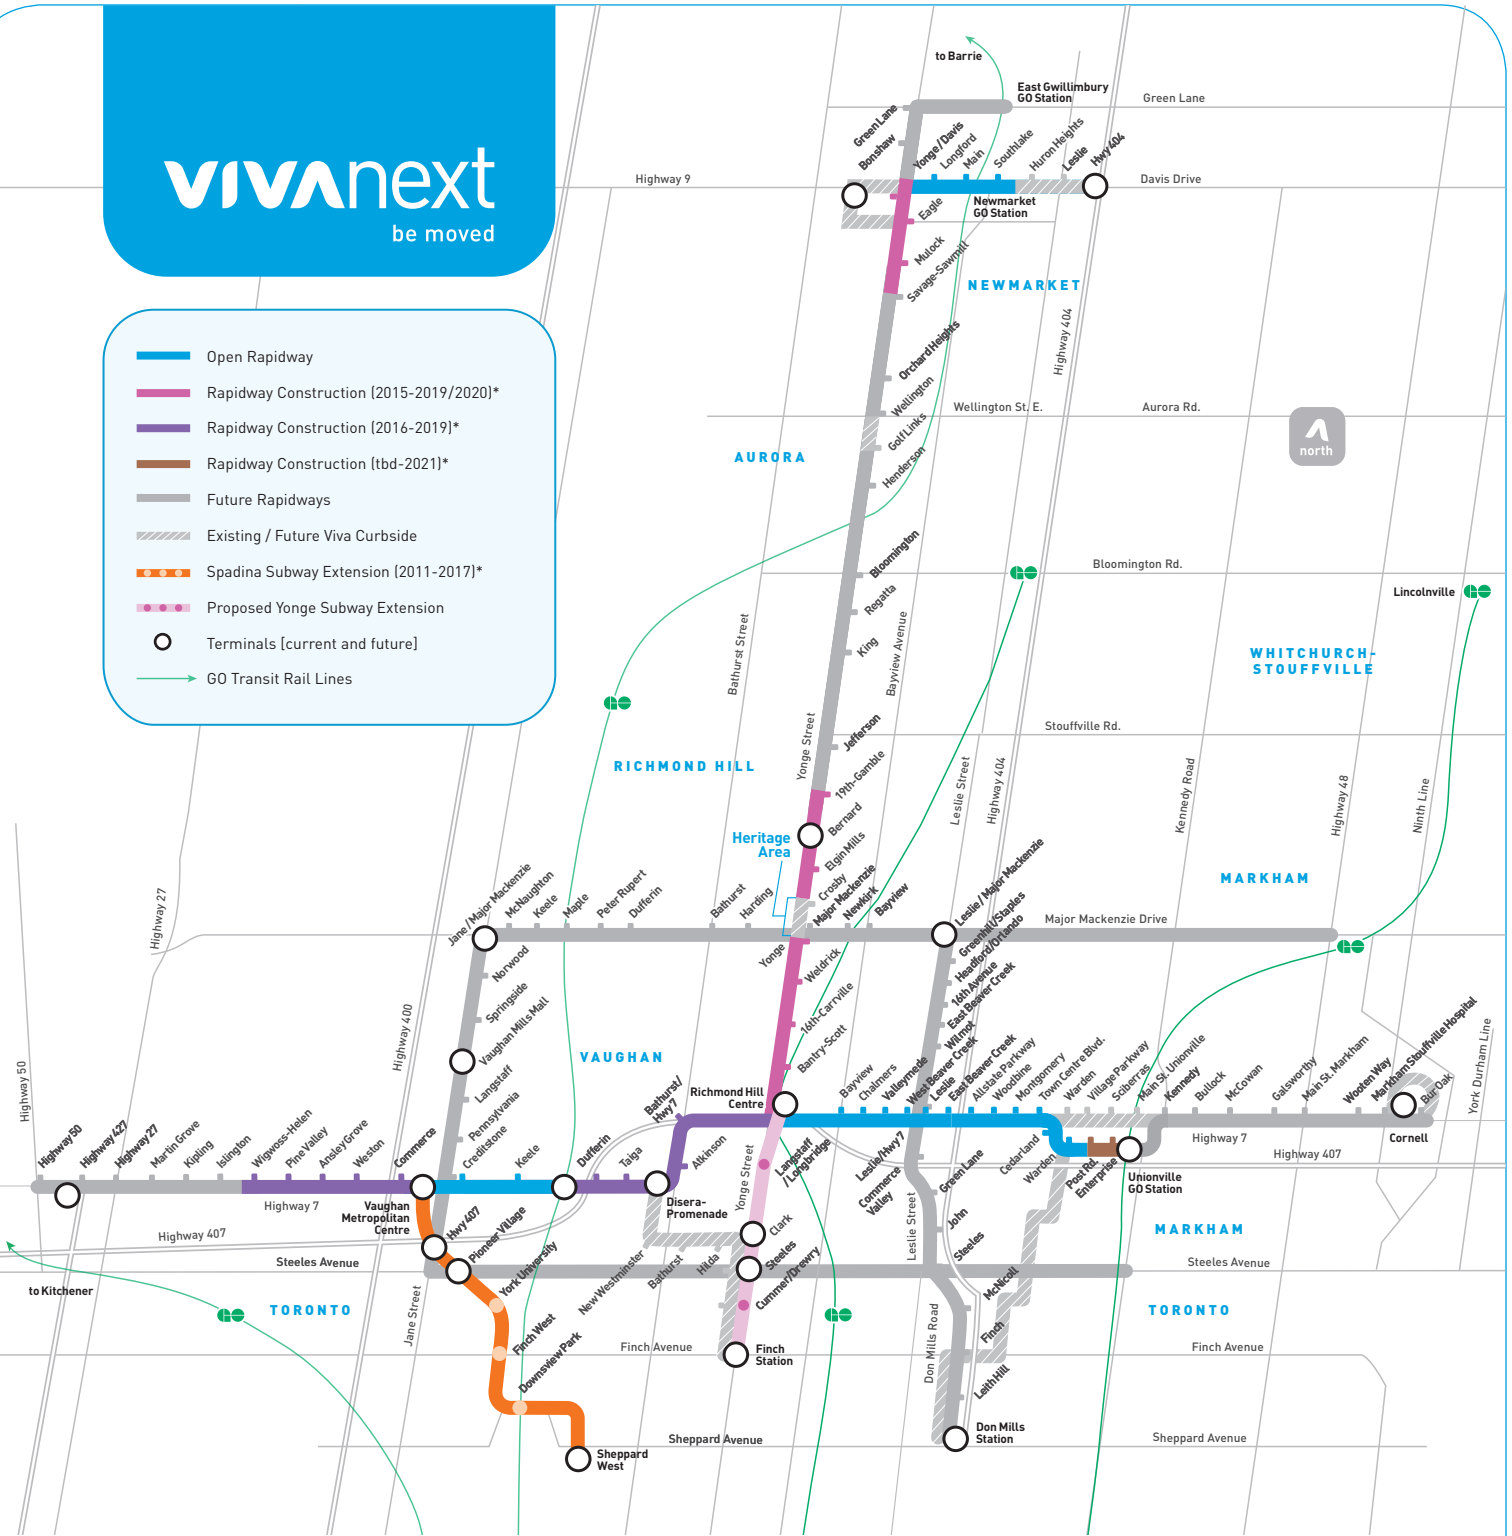 vivanext
be moved
Open Rapidway
Rapidway Construction (2015-2019/2020)*
Rapidway Construction (2016-2019)*
Rapidway Construction (tbd-2021)*
Future Rapidways
Existing / Future Viva Curbside
Spadina Subway Extension (2011-2017)*
Proposed Yonge Subway Extension
Terminals [current and future]
GO Transit Rail Lines
to Barrie
East Gwillimbury
GO Station
Green Lane
Green Lane
Bonshaw
Yonge / Davis
Longford
Main
Southlake
Huron Heights
Leslie
Hwy 404
Highway 9
Davis Drive
Newmarket
GO Station
Eagle
Mulock
Savage-Sawmill
NEWMARKET
Highway 404
Orchard Heights
Wellington
Wellington St. E.
Aurora Rd.
north
Golf Links
AURORA
Henderson
Bloomington
Bloomington Rd.
Lincolnville
Regatta
King
Bathurst Street
Bayview Avenue
WHITCHURCH-
STOUFFVILLE
Jefferson
Stouffville Rd.
Yonge Street
RICHMOND HILL
19th-Gamble
Leslie Street
Highway 404
Kennedy Road
Highway 48
Ninth Line
Bernard
Heritage
Area
Elgin Mills
MARKHAM
Crosby
Major Mackenzie
Newkirk
Bayview
Leslie / Major Mackenzie
Major Mackenzie Drive
Jane / Major Mackenzie
McNaughton
Keele
Maple
Peter Rupert
Dufferin
Bathurst
Harding
Yonge
Highway 27
Greenhill/Staples
Headford/Orlando
16th Avenue
East Beaver Creek
Wilmot
Norwood
Springside
Vaughan Mills Mall
Langstaff
Pennsylvania
Highway 400
Highway 50
VAUGHAN
Weldrick
16th-Carrville
Bantry-Scott
Richmond Hill
Centre
Bathurst /
Hwy 7
Bayview
Chalmers
Valleymede
West Beaver Creek
Leslie
East Beaver Creek
Allstate Parkway
Woodbine
Montgomery
Town Centre Blvd.
Warden
Village Parkway
Sciberras
Main St. Unionville
Kennedy
Bullock
McCowan
Galsworthy
Main St. Markham
Wooten Way
Markham Stouffville Hospital
Bur Oak
York Durham Line
Cornell
Highway 7
Highway 407
Highway 50
Highway 427
Highway 27
Martin Grove
Kipling
Islington
Wigwoss-Helen
Pine Valley
Ansley Grove
Weston
Commerce
Creditstone
Keele
Dufferin
Taiga
Atkinson
Disera-
Promenade
Langstaff
/ Longbridge
Yonge Street
Leslie/Hwy 7
Commerce
Valley
Green Lane
Cedarland
Warden
Post Rd.
Enterprise
Unionville
GO Station
MARKHAM
Highway 7
Vaughan
Metropolitan
Centre
Highway 407
Hwy 407
Pioneer Village
York University
Steeles Avenue
Finch West
Downsview Park
Jane Street
to Kitchener
TORONTO
Clark
Steeles
Cummer/Drewry
New Westminster
Bathurst
Hilda
Leslie Street
John
Steeles
McNicoll
Finch
Leith Hill
Steeles Avenue
TORONTO
Don Mills Road
Finch Avenue
Finch
Station
Finch Avenue
Sheppard
West
Sheppard Avenue
Don Mills
Station
Sheppard Avenue